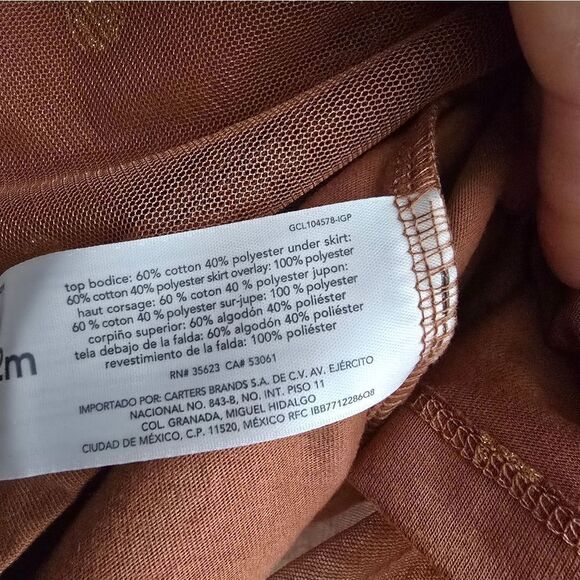 GCL104578-IGP
top bodice: 60% cotton 40% polyester under skirt:
60% cotton 40% polyester skirt overlay: 100% polyester
haut corsage: 60 % coton 40 % polyester jupon:
60 % coton 40 % polyester sur-jupe: 100 % polyester
corpiño superior: 60% algodón 40% poliéster
tela debajo de la falda: 60% algodón 40% poliéster
revestimiento de la falda: 100% poliéster
RN# 35623 CA# 53061
IMPORTADO POR: CARTERS BRANDS S.A. DE C.V. AV. EJÉRCITO
NACIONAL NO. 843-B, NO. INT. PISO 11
COL. GRANADA, MIGUEL HIDALGO
CIUDAD DE MÉXICO, C.P. 11520, MÉXICO RFC IBB7712286Q8